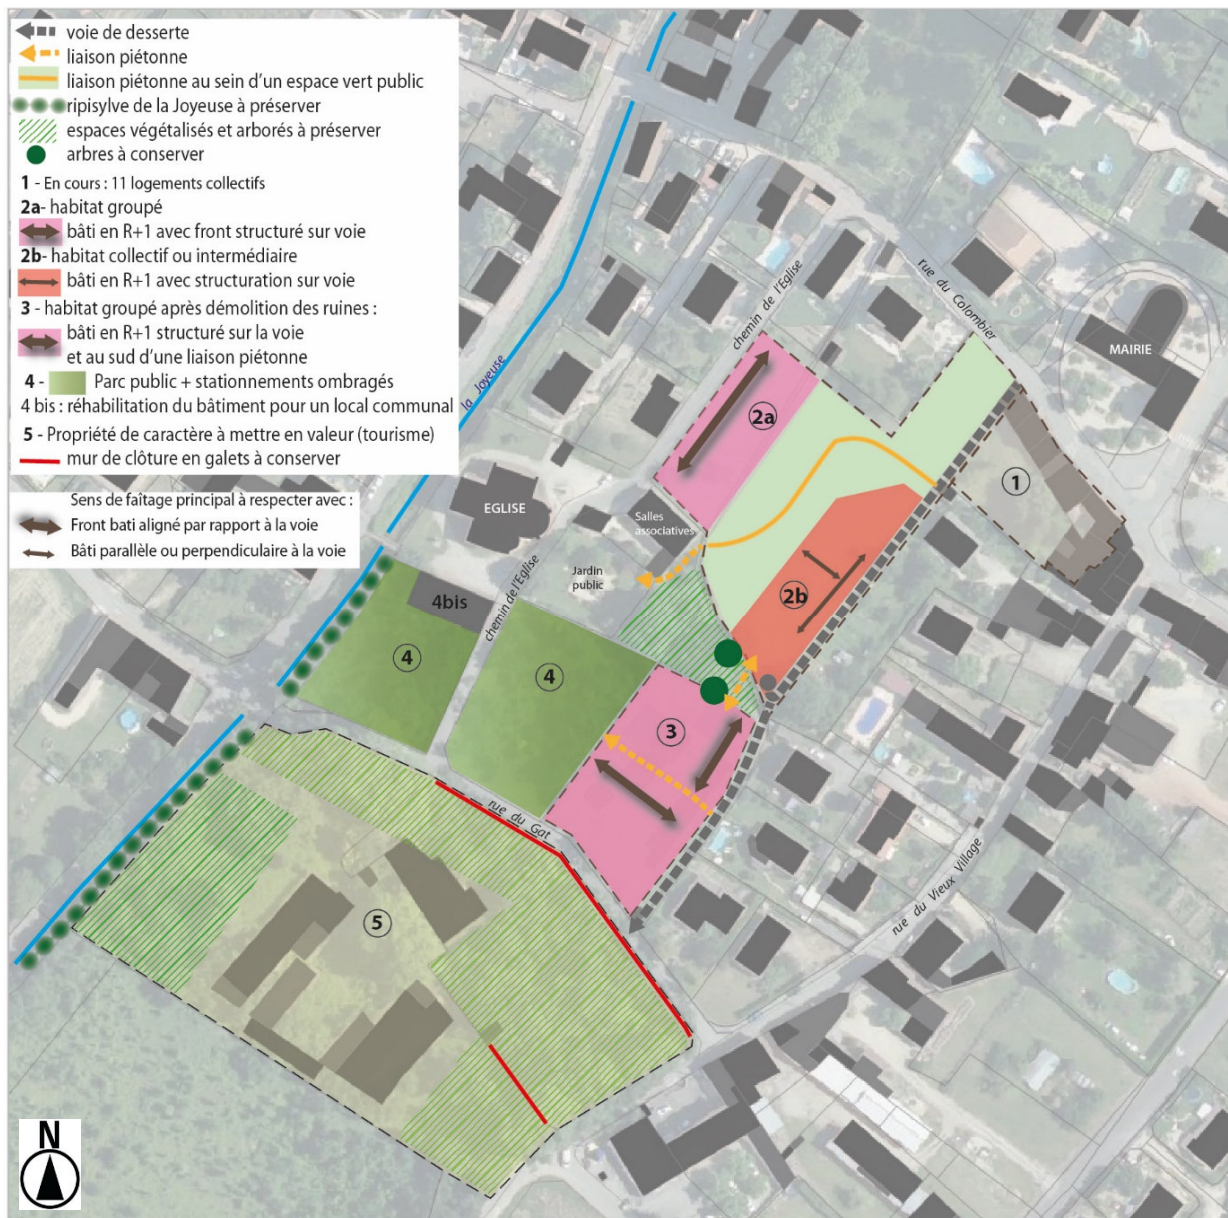 voie de desserte
liaison piétonne
liaison piétonne au sein d'un espace vert public
ripisylve de la Joyeuse à préserver
espaces végétalisés et arborés à préserver
arbres à conserver
1 - En cours : 11 logements collectifs
2a- habitat groupé
bâti en R+1 avec front structuré sur voie
2b- habitat collectif ou intermédiaire
bâti en R+1 avec structuration sur voie
3 - habitat groupé après démolition des ruines :
bâti en R+1 structuré sur la voie
et au sud d'une liaison piétonne
4 - Parc public + stationnements ombragés
4 bis : réhabilitation du bâtiment pour un local communal
5 - Propriété de caractère à mettre en valeur (tourisme)
mur de clôture en galets à conserver
Sens de faîtage principal à respecter avec :
Front bati aligné par rapport à la voie
Bâti parallèle ou perpendiculaire à la voie
rue du Colombier
chemin de l'Eglise
MAIRIE
la Joyeuse
2a
1
EGLISE
Salles
associatives
Jardin
public
4bis
chemin de l'Eglise
2b
4
4
3
rue du Gat
rue du Vieux Village
5
N